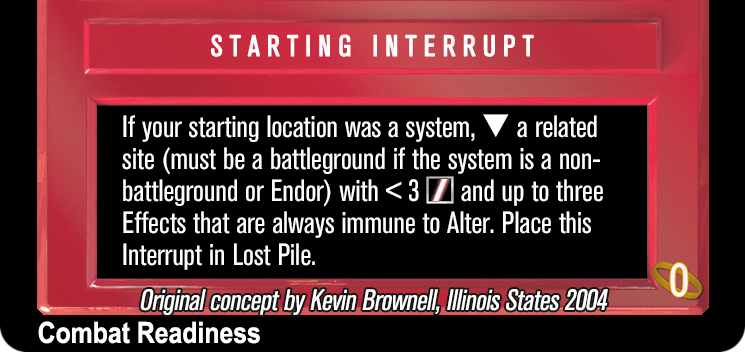 STARTING INTERRUPT
If your starting location was a system, ▼ a related
site (must be a battleground if the system is a non-
battleground or Endor) with < 3 and up to three
Effects that are always immune to Alter. Place this
Interrupt in Lost Pile.
0
Original concept by Kevin Brownell, Illinois States 2004
Combat Readiness